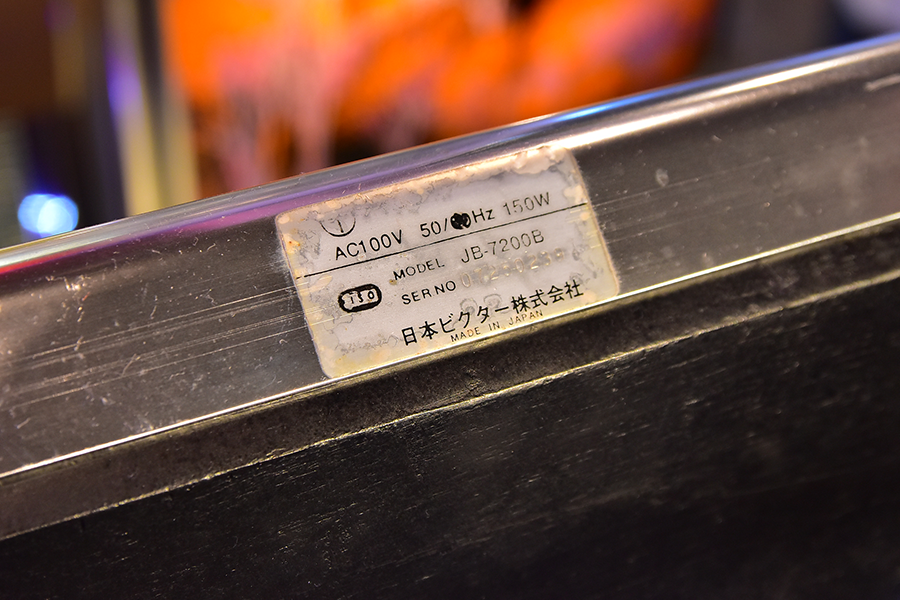 AC100V 50/ Hz 150W
MODEL JB-7200B
SER NO
日本ビクター株式会社
MADE IN JAPAN